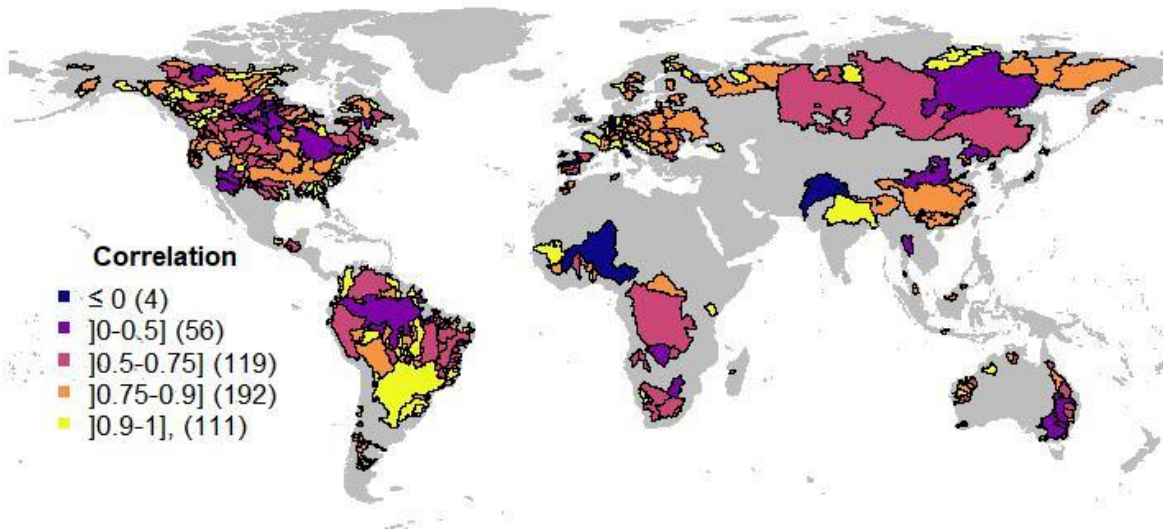 Correlation
≤ 0 (4)
]0-0.5] (56)
]0.5-0.75] (119)
]0.75-0.9] (192)
]0.9-1], (111)